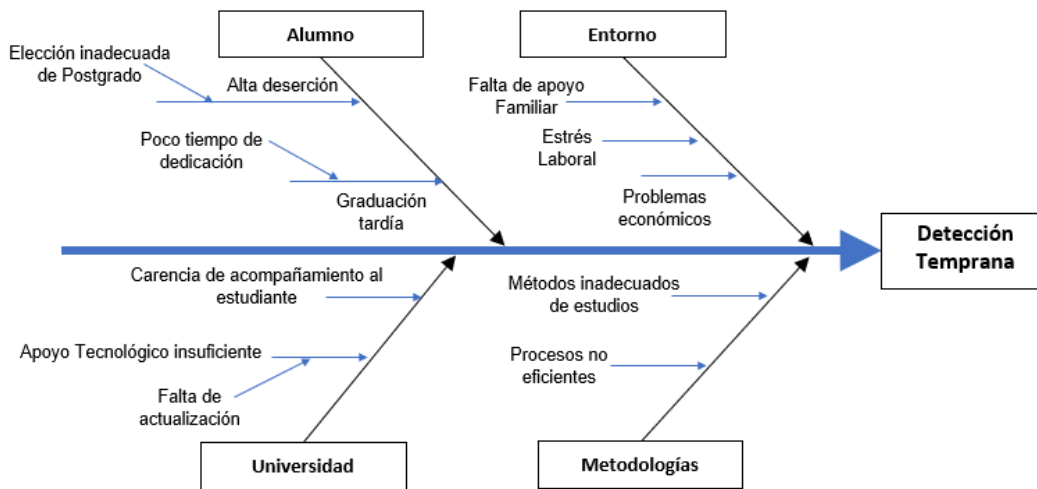 Alumno
Entorno
Elección inadecuada
de Postgrado
Alta deserción
Falta de apoyo
Familiar
Poco tiempo de
dedicación
Estrés
Laboral
Graduación
tardía
Problemas
económicos
Detección
Temprana
Carencia de acompañamiento al
estudiante
Métodos inadecuados
de estudios
Apoyo Tecnológico insuficiente
Procesos no
eficientes
Falta de
actualización
Universidad
Metodologías